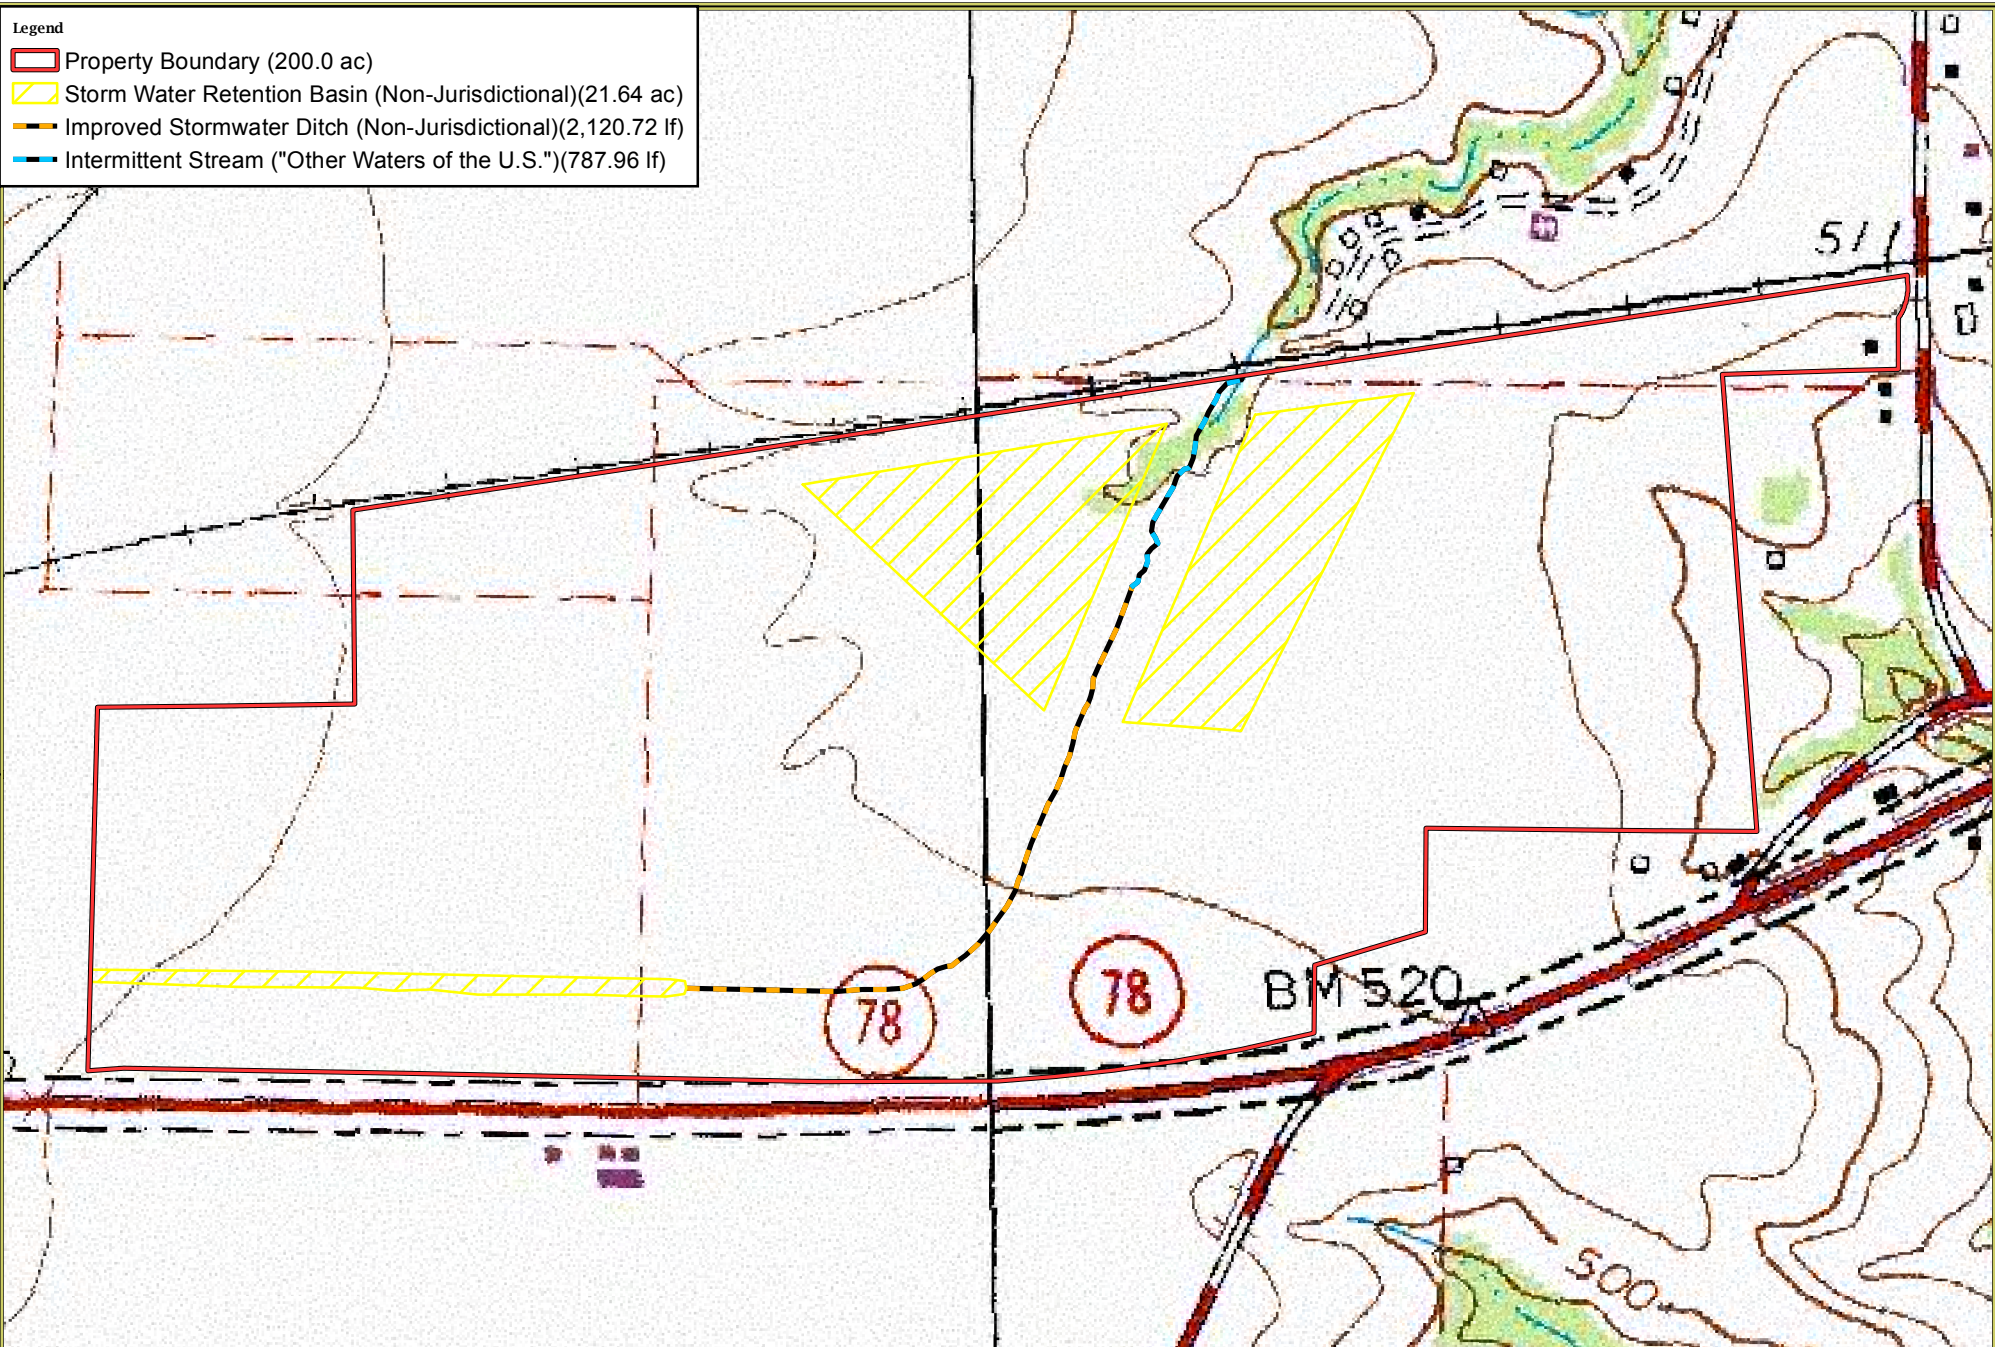 Legend
Property Boundary (200.0 ac)
Storm Water Retention Basin (Non-Jurisdictional)(21.64 ac)
Improved Stormwater Ditch (Non-Jurisdictional)(2,120.72 lf)
Intermittent Stream ("Other Waters of the U.S.")(787.96 lf)
511
78
78
BM 520
500